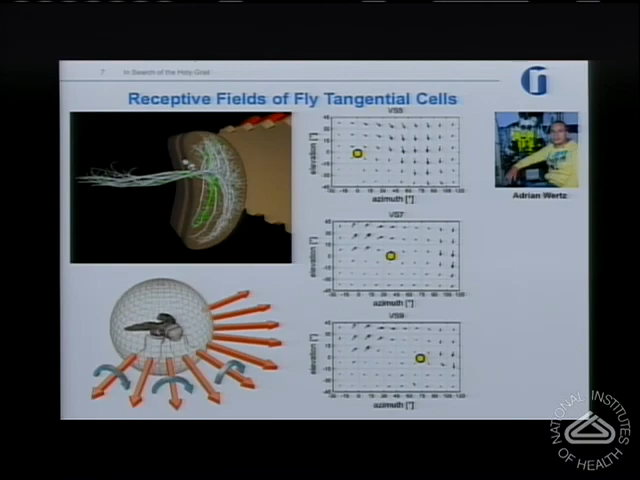 7 In Search of the Holy Grail
Receptive Fields of Fly Tangential Cells
VS5
elevation [°]
azimuth [°]
VS7
elevation [°]
azimuth [°]
VS9
elevation [°]
azimuth [°]
Adrian Wertz
NATIONAL INSTITUTES OF HEALTH